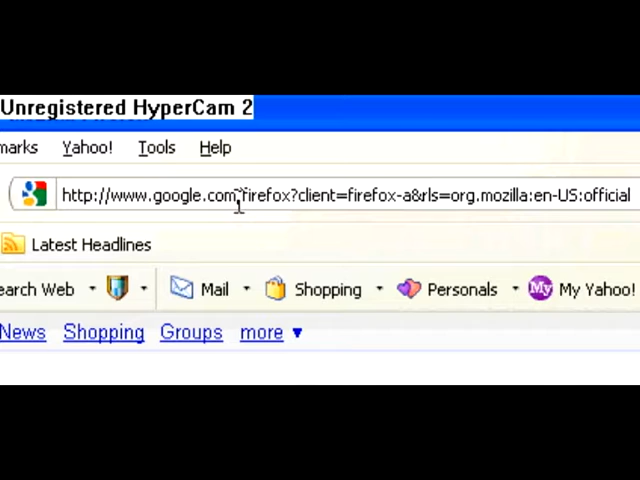 Unregistered HyperCam 2
marks Yahoo! Tools Help
http://www.google.com/firefox?client=firefox-a&rls=org.mozilla:en-US:official
Latest Headlines
earch Web Mail Shopping Personals My My Yahoo!
News Shopping Groups more